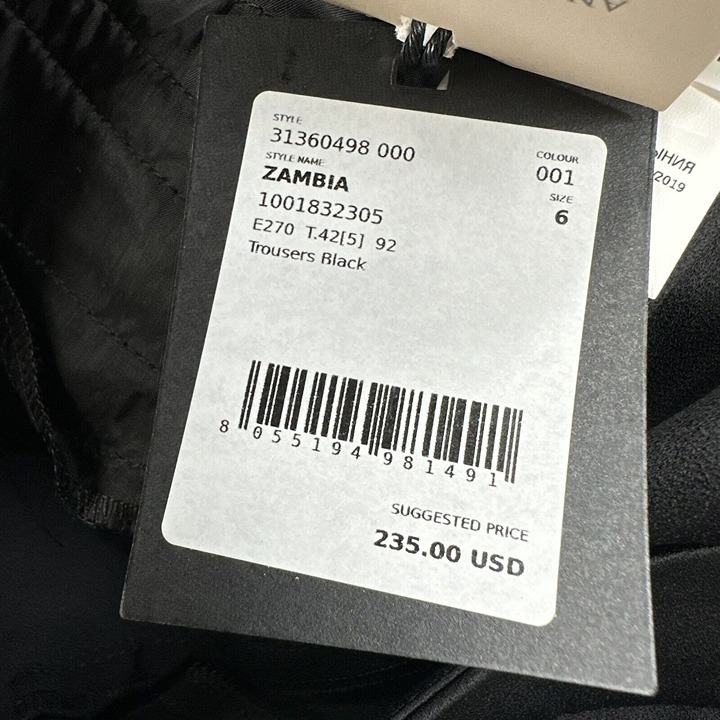 STYLE
31360498 000
STYLE NAME
ZAMBIA
1001832305
E270 T.42[5] 92
Trousers Black
COLOUR
001
SIZE
6
8 055194 981491
SUGGESTED PRICE
235.00 USD
2019